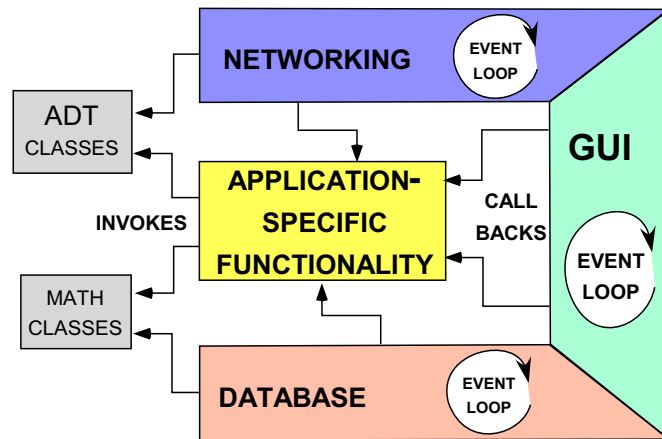 NETWORKING
EVENT
LOOP
ADT
CLASSES
GUI
APPLICATION-
SPECIFIC
FUNCTIONALITY
INVOKES
CALL
BACKS
EVENT
LOOP
MATH
CLASSES
DATABASE
EVENT
LOOP